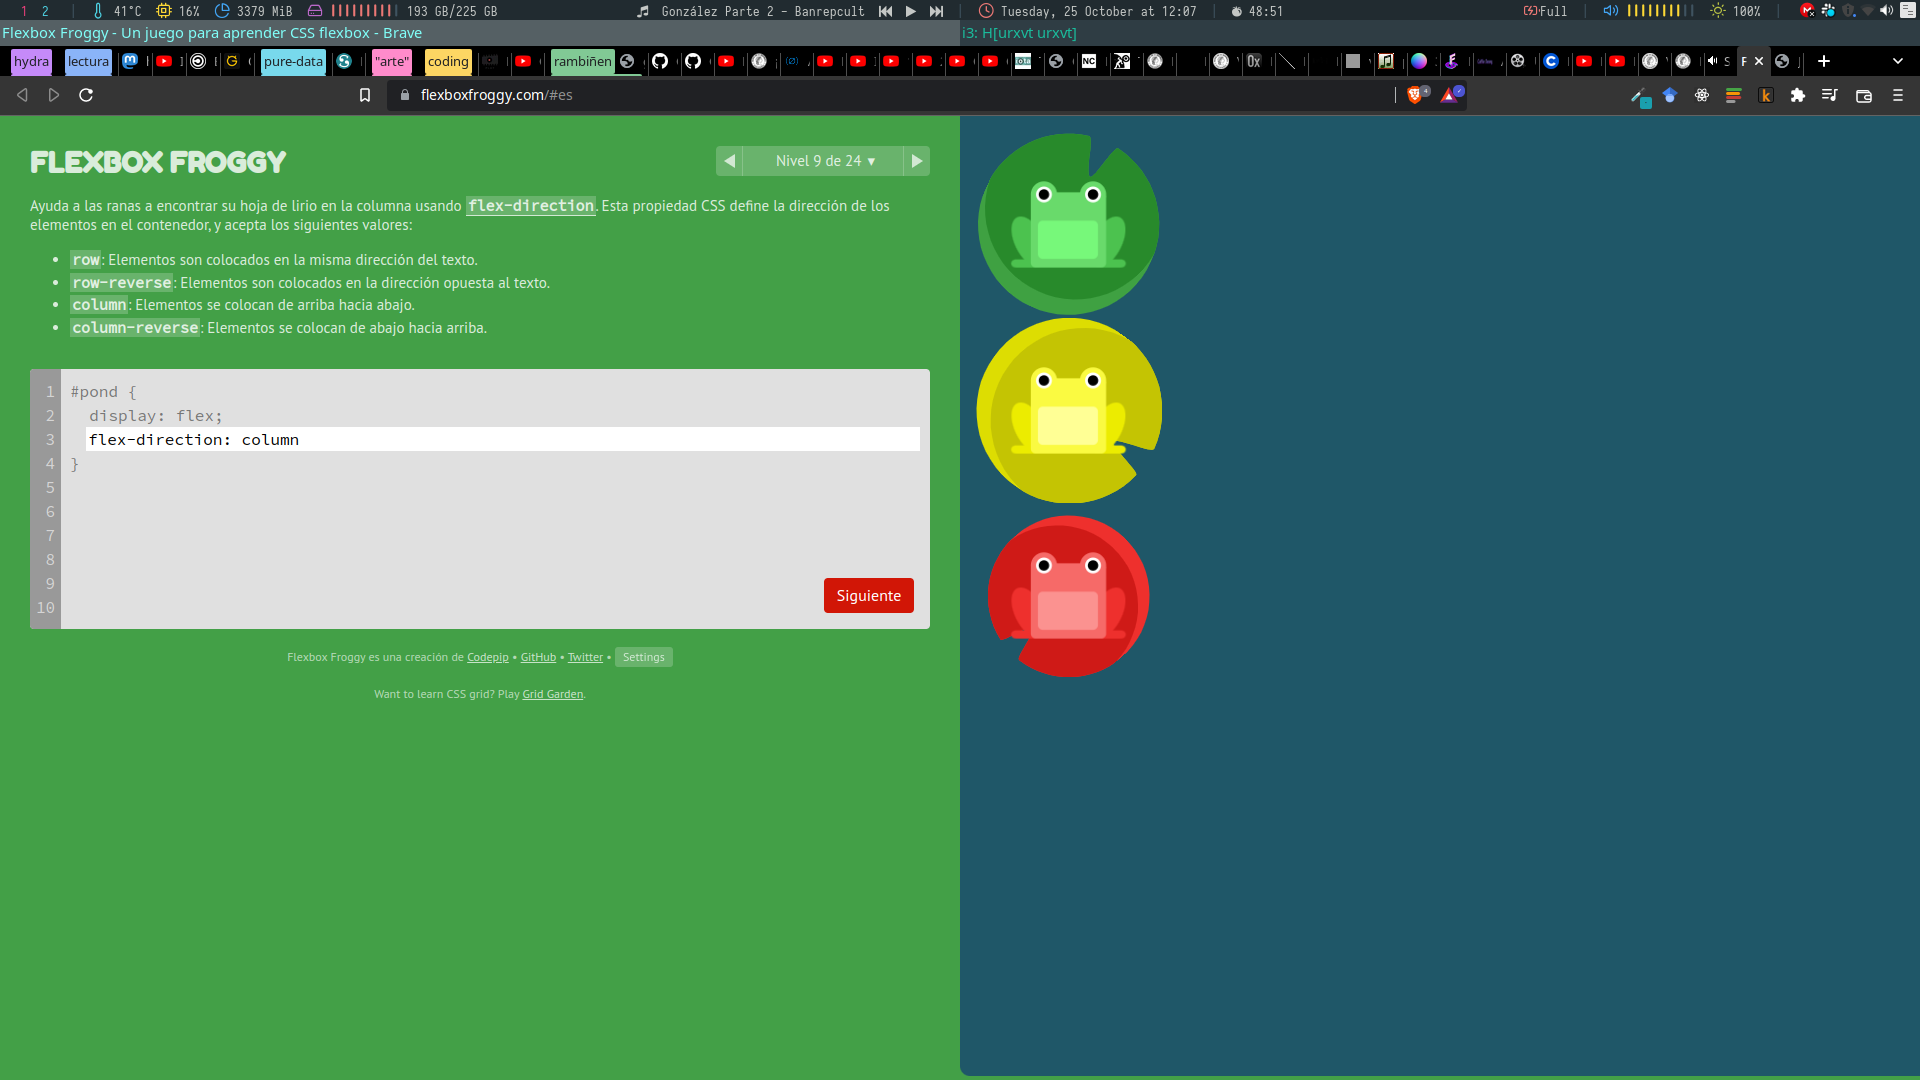 1 2 41°C 16% 3379 MiB 193 GB/225 GB González Parte 2 - Banrepcult Tuesday, 25 October at 12:07 48:51 Full 100%
Flexbox Froggy - Un juego para aprender CSS flexbox - Brave
i3: H[urxvt urxvt]
hydra lectura pure-data "arte" coding rambiñen
flexboxfroggy.com/#es
FLEXBOX FROGGY
Nivel 9 de 24 ▼
Ayuda a las ranas a encontrar su hoja de lirio en la columna usando flex-direction. Esta propiedad CSS define la dirección de los
elementos en el contenedor, y acepta los siguientes valores:
• row: Elementos son colocados en la misma dirección del texto.
• row-reverse: Elementos son colocados en la dirección opuesta al texto.
• column: Elementos se colocan de arriba hacia abajo.
• column-reverse: Elementos se colocan de abajo hacia arriba.
1 #pond {
2 display: flex;
3 flex-direction: column
4 }
5
6
7
8
9
10
Siguiente
Flexbox Froggy es una creación de Codepip • GitHub • Twitter • Settings
Want to learn CSS grid? Play Grid Garden.